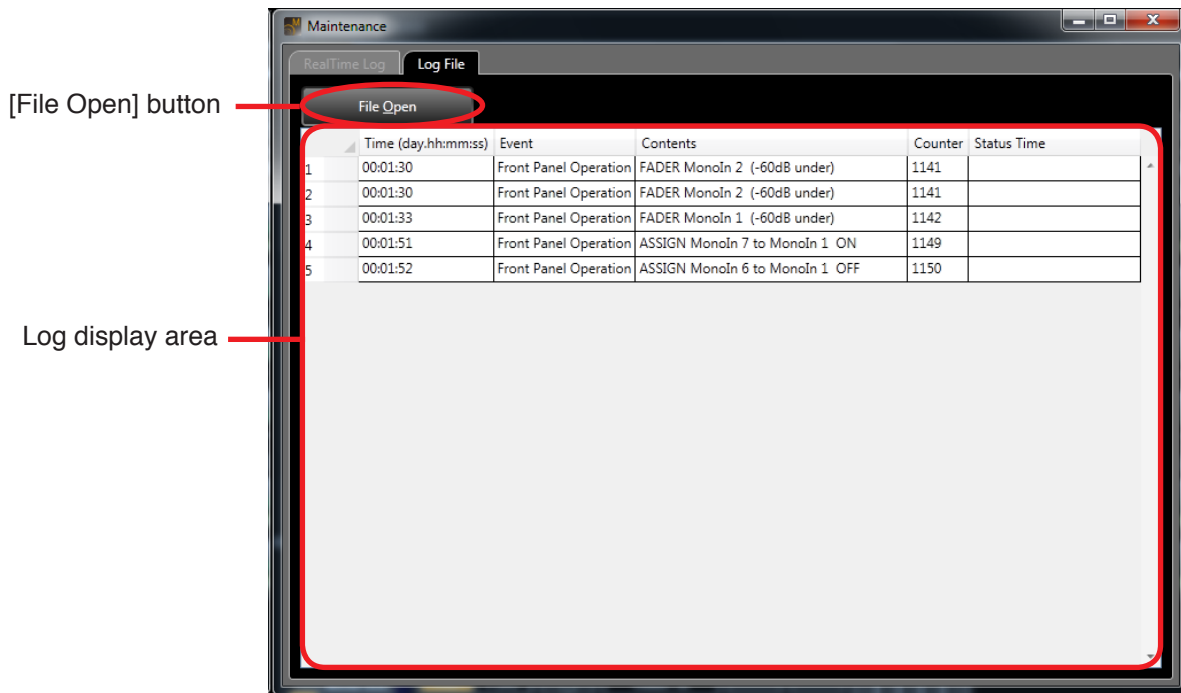 Maintenance
RealTime Log Log File
[File Open] button
File Open
Time (day.hh:mm:ss) Event Contents Counter Status Time
1 00:01:30 Front Panel Operation FADER MonoIn 2 (-60dB under) 1141
2 00:01:30 Front Panel Operation FADER MonoIn 2 (-60dB under) 1141
3 00:01:33 Front Panel Operation FADER MonoIn 1 (-60dB under) 1142
4 00:01:51 Front Panel Operation ASSIGN MonoIn 7 to MonoIn 1 ON 1149
5 00:01:52 Front Panel Operation ASSIGN MonoIn 6 to MonoIn 1 OFF 1150
Log display area